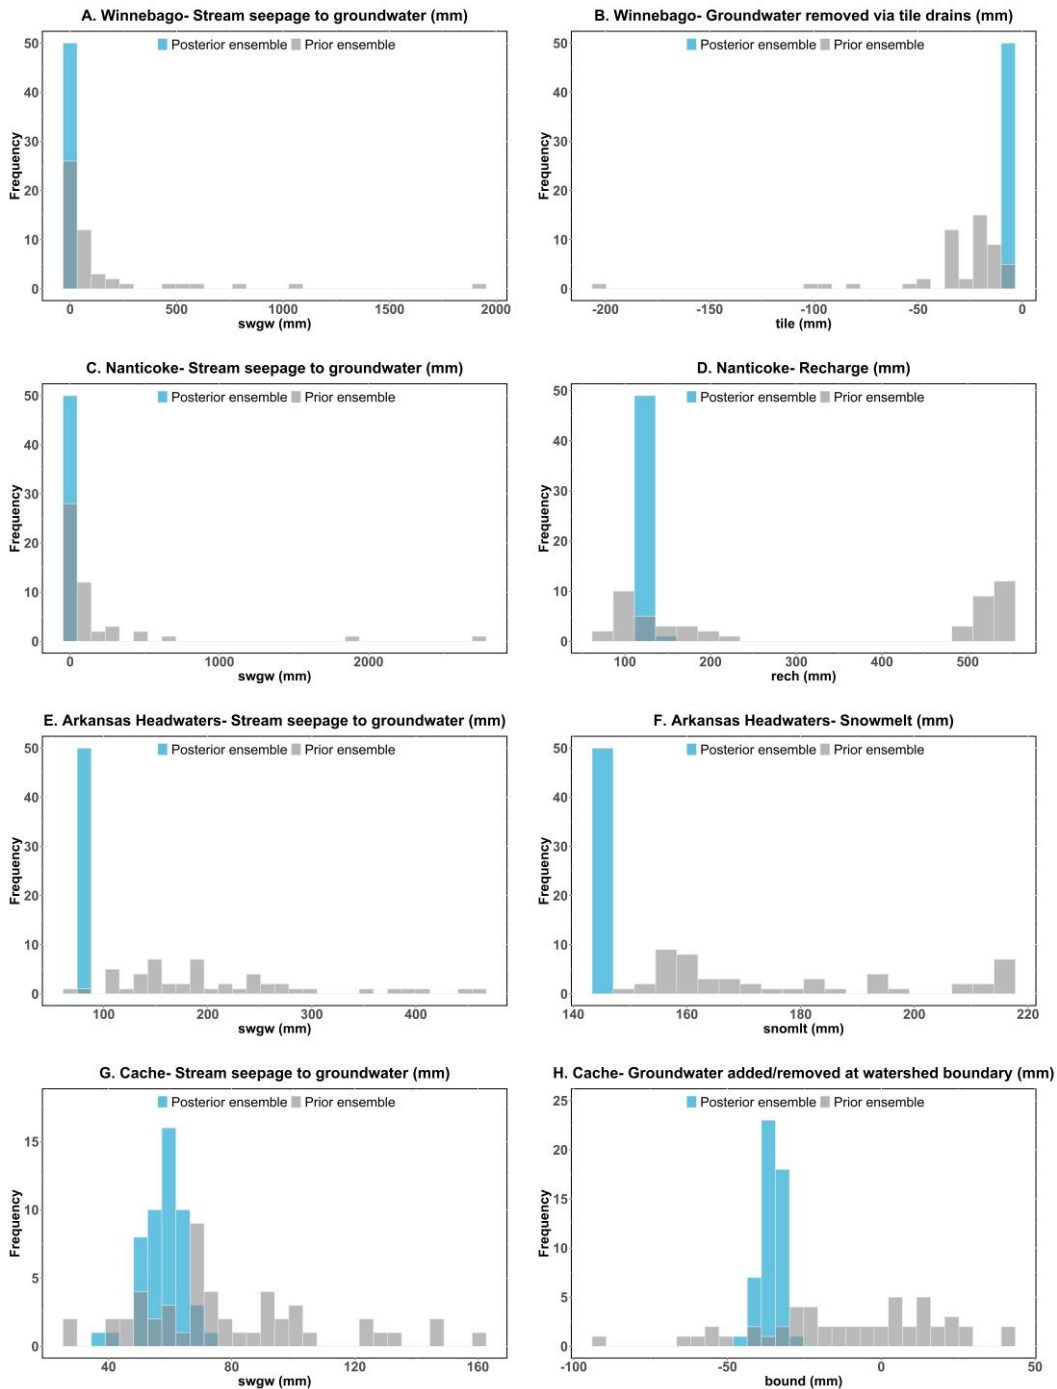 A. Winnebago- Stream seepage to groundwater (mm)
Posterior ensemble Prior ensemble
50
40
30
20
10
0
Frequency
0 500 1000 1500 2000
swgw (mm)
B. Winnebago- Groundwater removed via tile drains (mm)
Posterior ensemble Prior ensemble
50
40
30
20
10
0
Frequency
-200 -150 -100 -50 0
tile (mm)
C. Nanticoke- Stream seepage to groundwater (mm)
Posterior ensemble Prior ensemble
50
40
30
20
10
0
Frequency
0 1000 2000
swgw (mm)
D. Nanticoke- Recharge (mm)
Posterior ensemble Prior ensemble
50
40
30
20
10
0
Frequency
100 200 300 400 500
rech (mm)
E. Arkansas Headwaters- Stream seepage to groundwater (mm)
Posterior ensemble Prior ensemble
50
40
30
20
10
0
Frequency
100 200 300 400
swgw (mm)
F. Arkansas Headwaters- Snowmelt (mm)
Posterior ensemble Prior ensemble
50
40
30
20
10
0
Frequency
140 160 180 200 220
snomlt (mm)
G. Cache- Stream seepage to groundwater (mm)
Posterior ensemble Prior ensemble
15
10
5
0
Frequency
40 80 120 160
swgw (mm)
H. Cache- Groundwater added/removed at watershed boundary (mm)
Posterior ensemble Prior ensemble
25
20
15
10
5
0
Frequency
-100 -50 0 50
bound (mm)